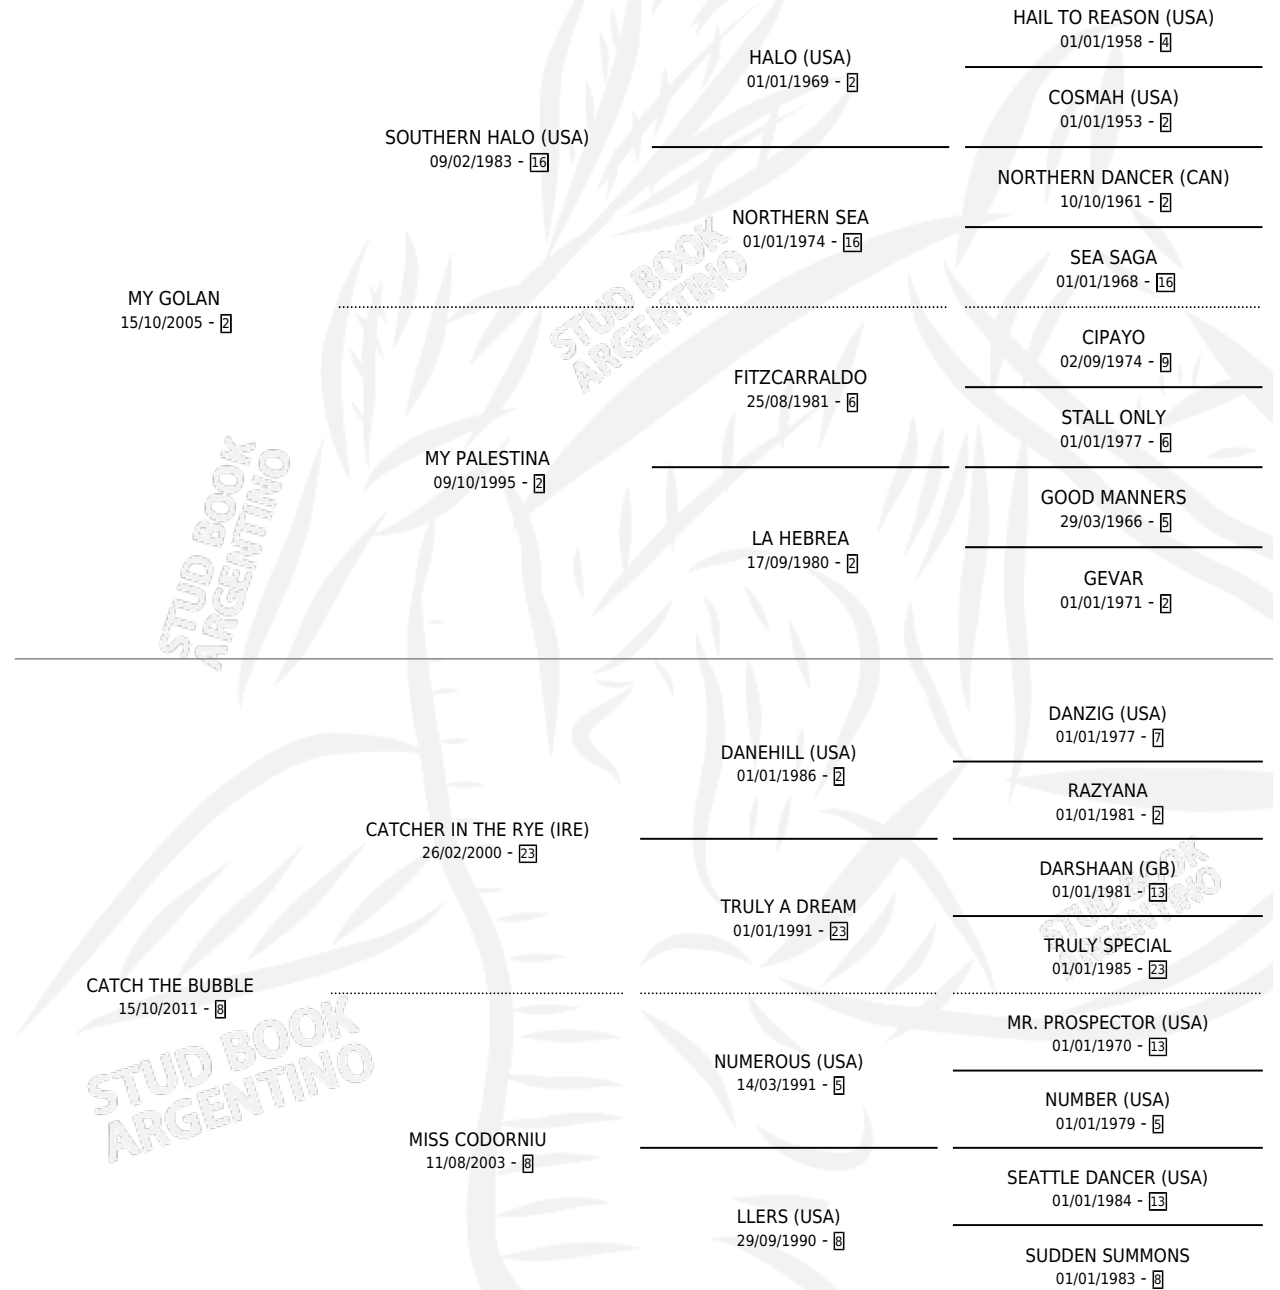 HAIL TO REASON (USA)
01/01/1958 - 4
HALO (USA)
01/01/1969 - 2
COSMAH (USA)
01/01/1953 - 2
SOUTHERN HALO (USA)
09/02/1983 - 16
NORTHERN DANCER (CAN)
10/10/1961 - 2
NORTHERN SEA
01/01/1974 - 16
SEA SAGA
01/01/1968 - 16
MY GOLAN
15/10/2005 - 2
CIPAYO
02/09/1974 - 9
FITZCARRALDO
25/08/1981 - 6
STALL ONLY
01/01/1977 - 6
MY PALESTINA
09/10/1995 - 2
GOOD MANNERS
29/03/1966 - 5
LA HEBREA
17/09/1980 - 2
GEVAR
01/01/1971 - 2
DANZIG (USA)
01/01/1977 - 7
DANEHILL (USA)
01/01/1986 - 2
RAZYANA
01/01/1981 - 2
CATCHER IN THE RYE (IRE)
26/02/2000 - 23
DARSHAAN (GB)
01/01/1981 - 13
TRULY A DREAM
01/01/1991 - 23
TRULY SPECIAL
01/01/1985 - 23
CATCH THE BUBBLE
15/10/2011 - 8
MR. PROSPECTOR (USA)
01/01/1970 - 13
NUMEROUS (USA)
14/03/1991 - 5
NUMBER (USA)
01/01/1979 - 5
MISS CODORNIU
11/08/2003 - 8
SEATTLE DANCER (USA)
01/01/1984 - 13
LLERS (USA)
29/09/1990 - 8
SUDDEN SUMMONS
01/01/1983 - 8
STUD BOOK
ARGENTINO
STUD BOOK
ARGENTINO
STUD BOOK
ARGENTINO
STUD BOOK
ARGENTINO